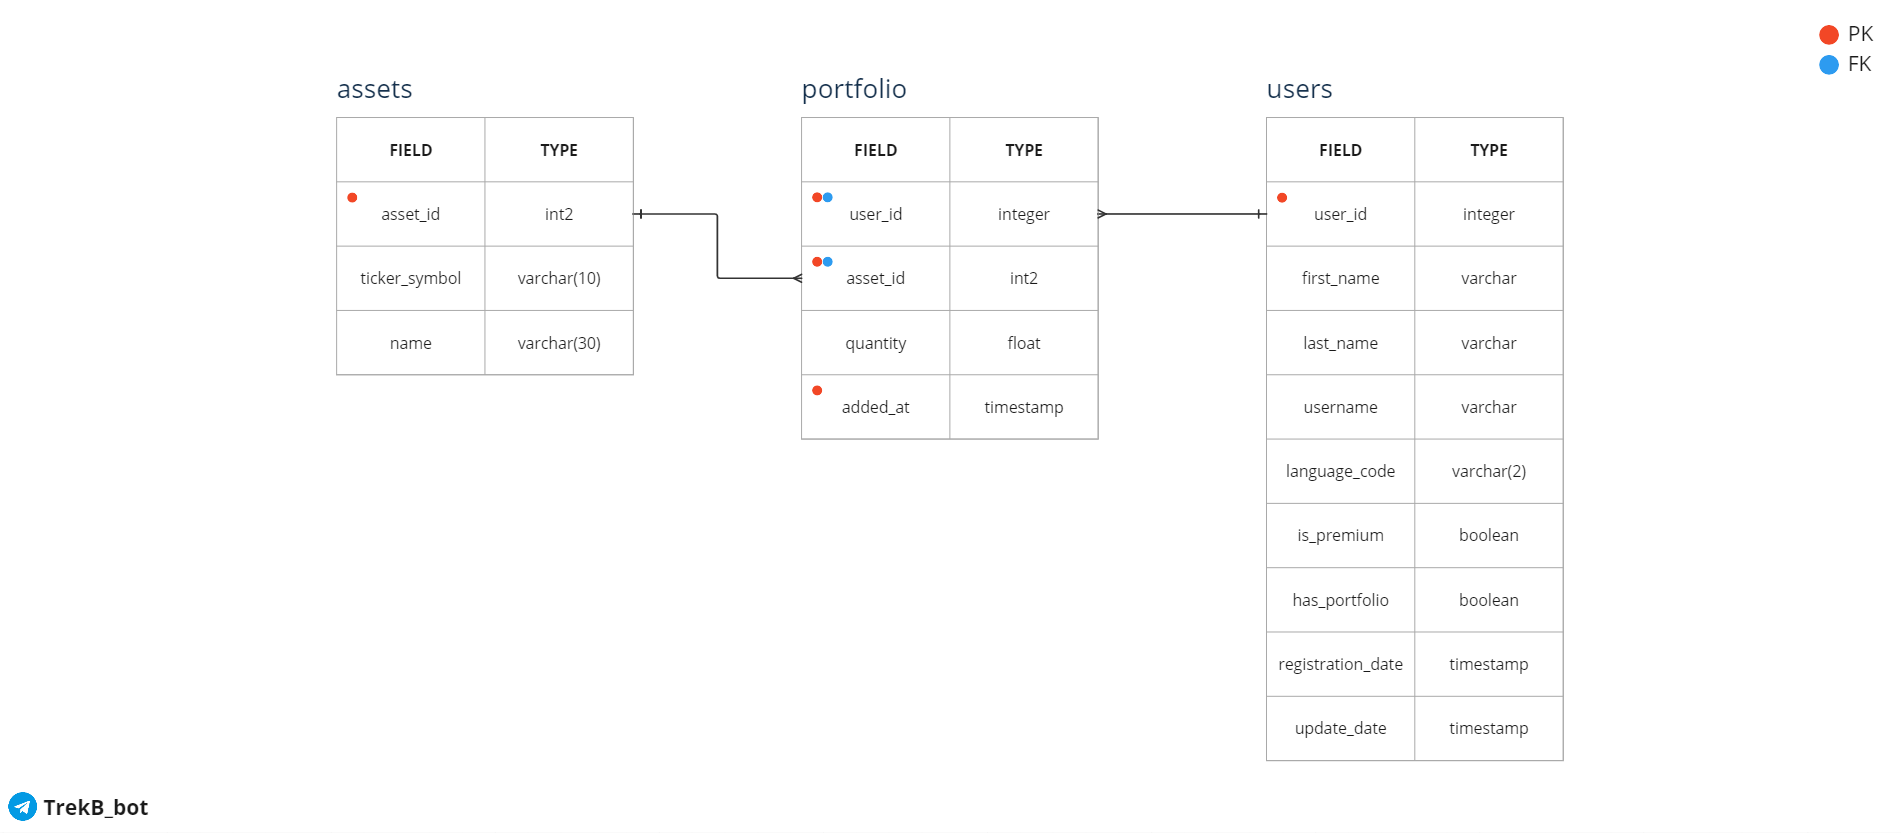 PK
FK
assets
FIELD TYPE
asset_id int2
ticker_symbol varchar(10)
name varchar(30)
portfolio
FIELD TYPE
user_id integer
asset_id int2
quantity float
added_at timestamp
users
FIELD TYPE
user_id integer
first_name varchar
last_name varchar
username varchar
language_code varchar(2)
is_premium boolean
has_portfolio boolean
registration_date timestamp
update_date timestamp
TrekB_bot